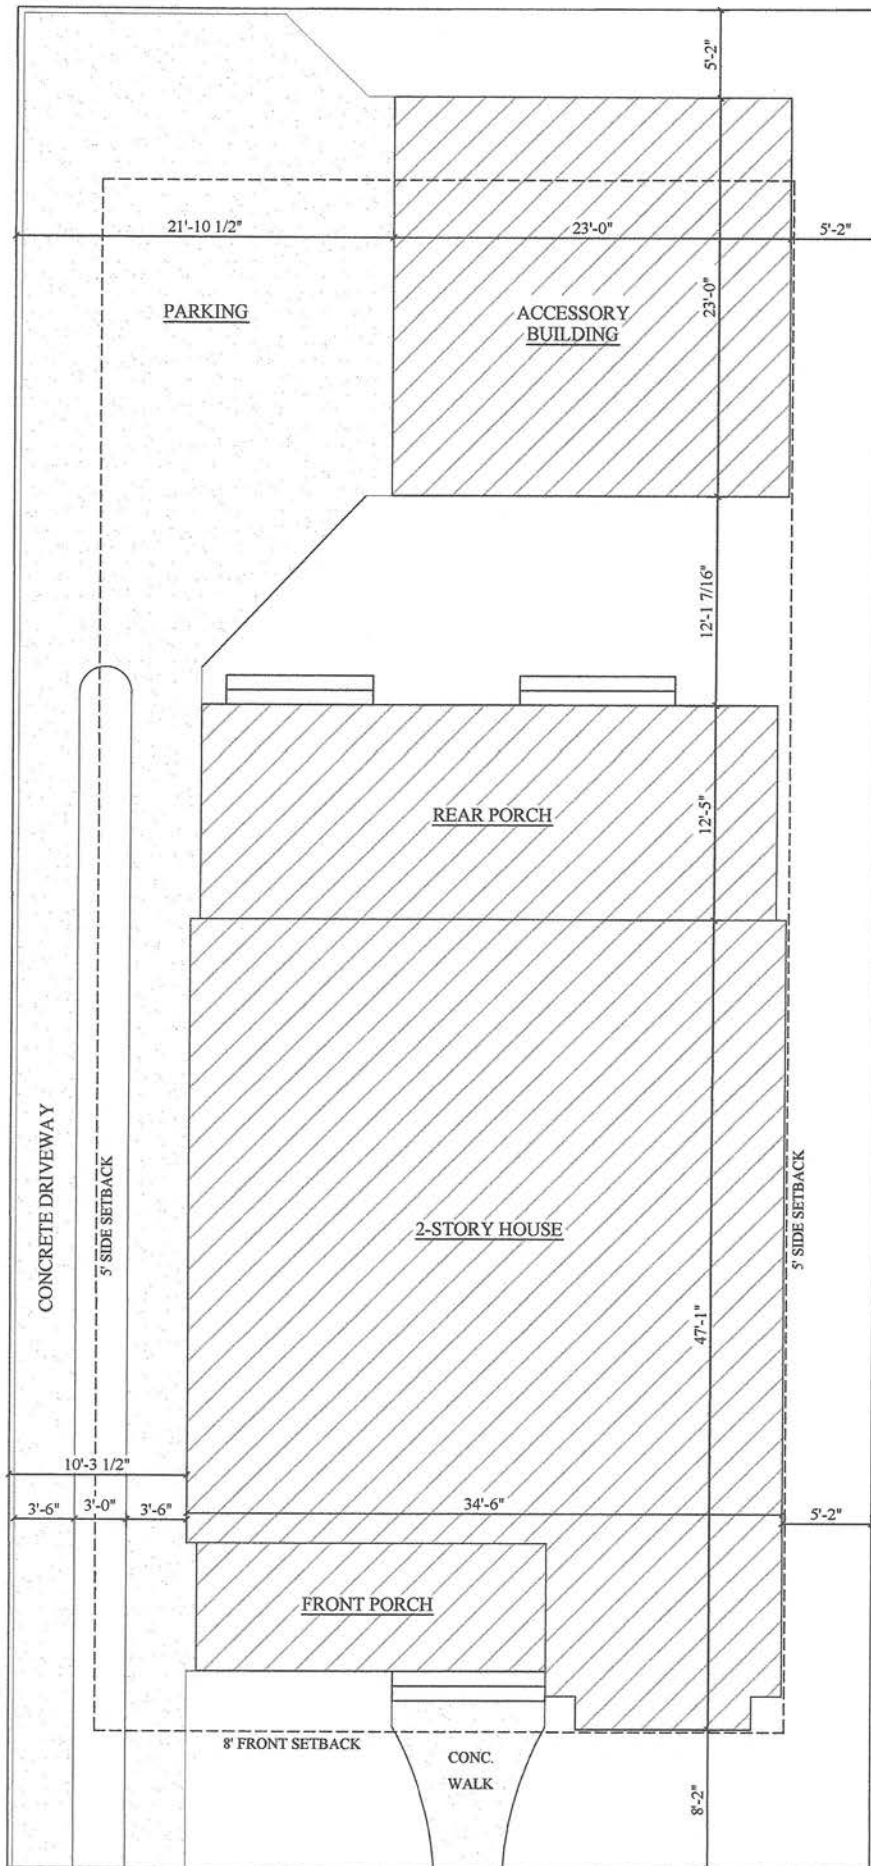 5'-2"
21'-10 1/2"
23'-0"
5'-2"
23'-0"
PARKING
ACCESSORY
BUILDING
12'-1 7/16"
REAR PORCH
12'-5"
CONCRETE DRIVEWAY
5' SIDE SETBACK
2-STORY HOUSE
5' SIDE SETBACK
47'-1"
10'-3 1/2"
3'-6"
3'-0"
3'-6"
34'-6"
5'-2"
FRONT PORCH
8' FRONT SETBACK
CONC.
WALK
8'-2"